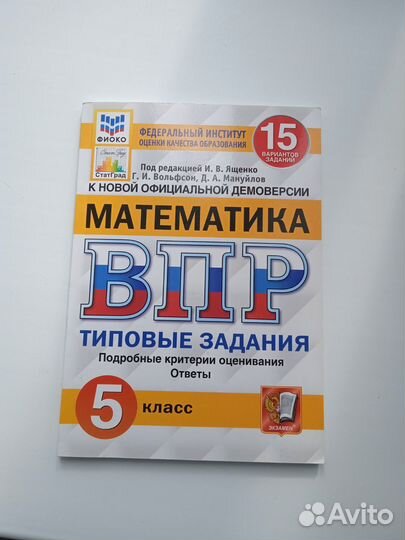 ФИОКО
ФЕДЕРАЛЬНЫЙ ИНСТИТУТ
ОЦЕНКИ КАЧЕСТВА ОБРАЗОВАНИЯ
15
ВАРИАНТОВ
ЗАДАНИЙ
СтатГрад
Под редакцией И. В. Ященко
Г. И. Вольфсон, Д. А. Мануйлов
К НОВОЙ ОФИЦИАЛЬНОЙ ДЕМОВЕРСИИ
МАТЕМАТИКА
ВПР
ТИПОВЫЕ ЗАДАНИЯ
Подробные критерии оценивания
Ответы
5 КЛАСС
ЭКЗАМЕН
Avito